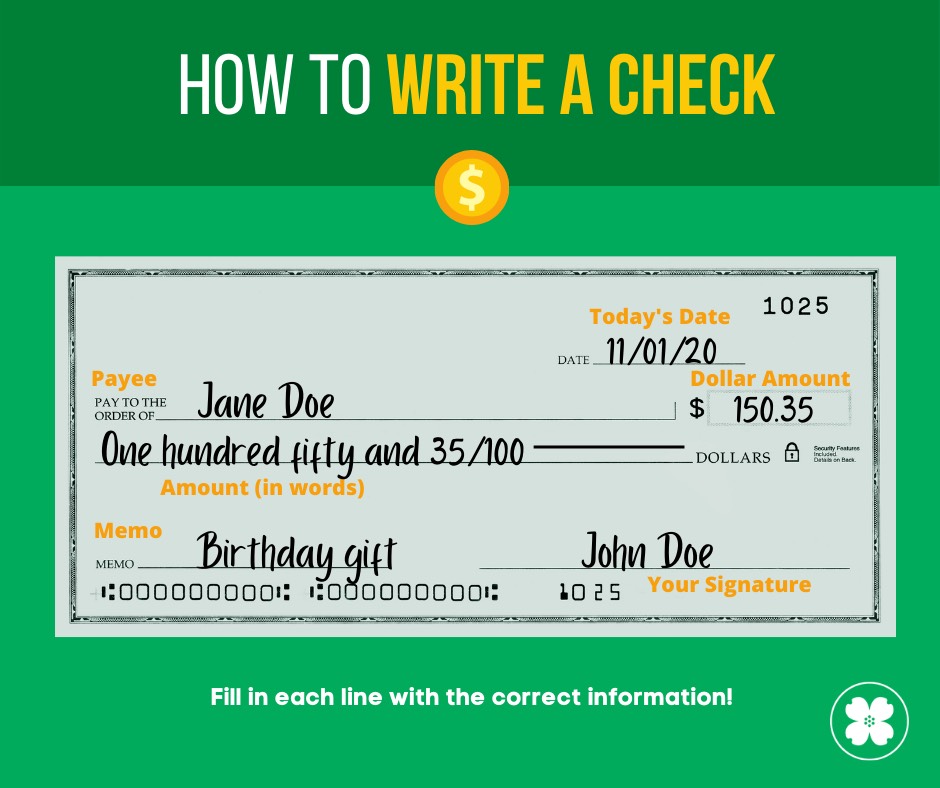 HOW TO WRITE A CHECK
$
1025
Today's Date
DATE 11/01/20
Payee
Dollar Amount
PAY TO THE
ORDER OF Jane Doe $ 150.35
One hundred fifty and 35/100 DOLLARS
Security Features
Included.
Details on Back.
Amount (in words)
Memo
MEMO Birthday gift John Doe
Your Signature
⑆000000000⑆ ⑆000000000⑆ 1025
Fill in each line with the correct information!